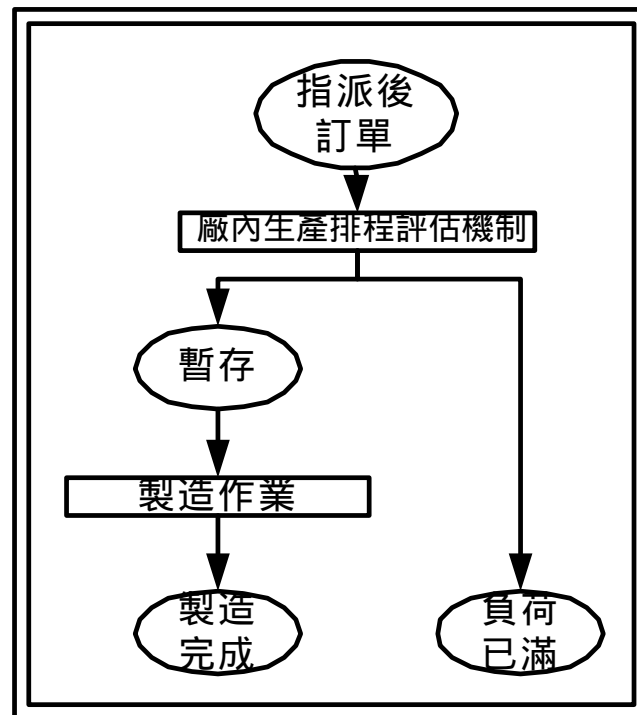 指派後
訂單
廠內生產排程評估機制
暫存
製造作業
製造
完成
負荷
已滿